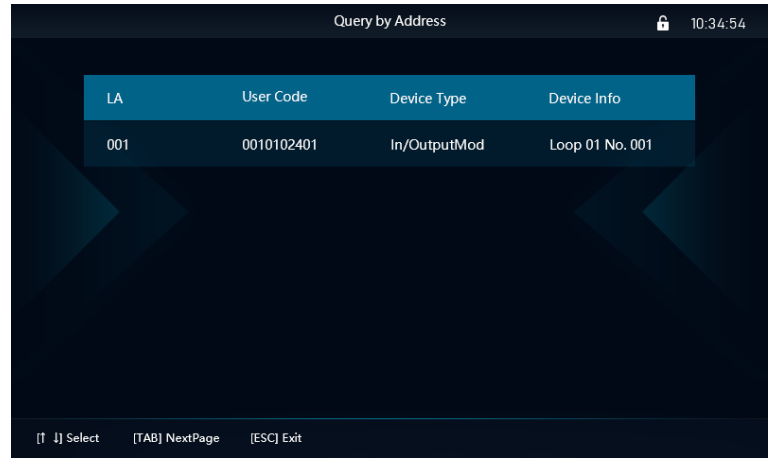 Query by Address 10:34:54
LA User Code Device Type Device Info
001 0010102401 In/OutputMod Loop 01 No. 001
[↑ ↓] Select [TAB] NextPage [ESC] Exit